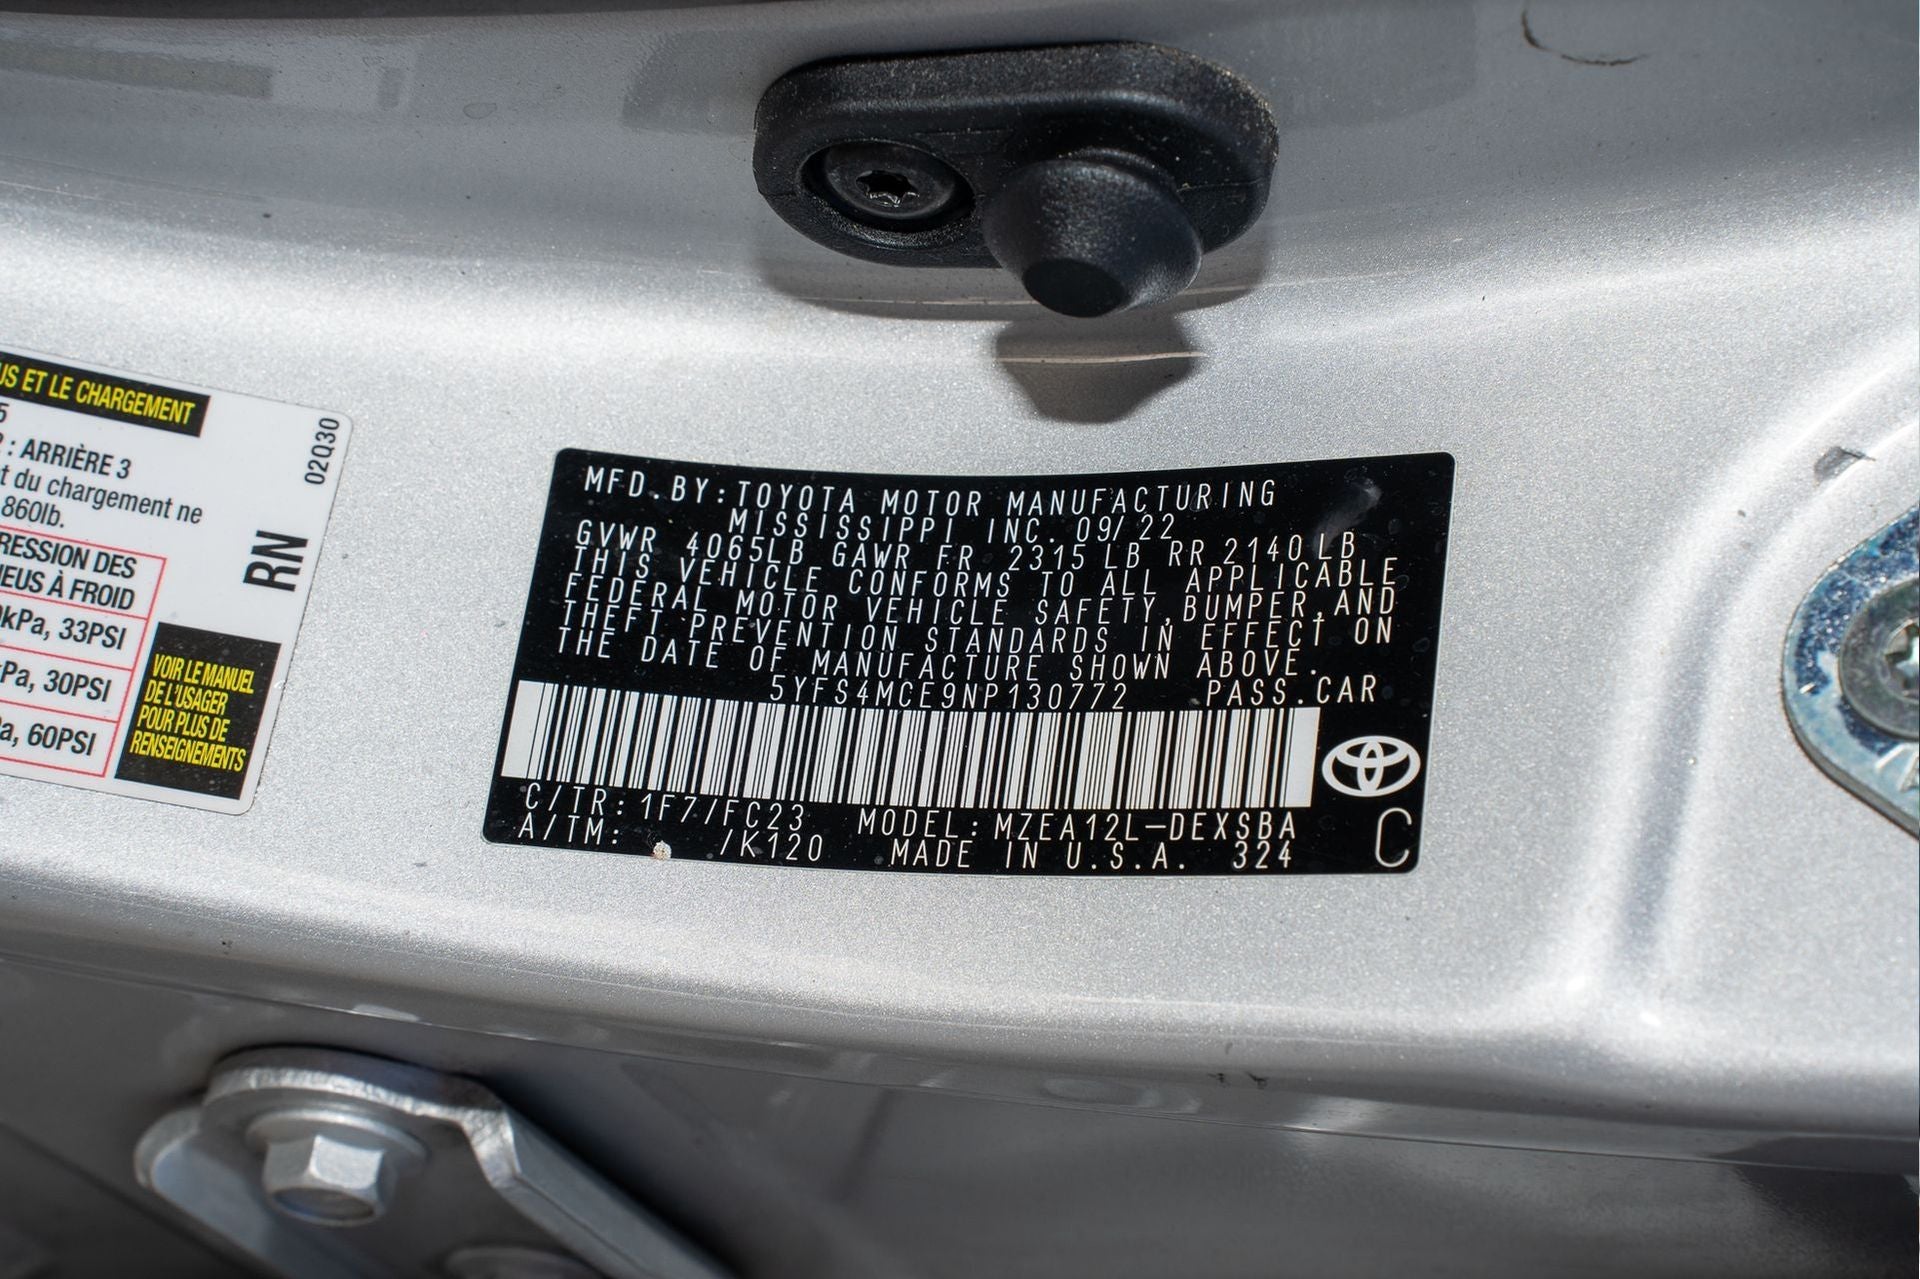 US ET LE CHARGEMENT
5
: ARRIÈRE 3
t du chargement ne
860lb.
RESSION DES
NEUS À FROID
kPa, 33PSI
Pa, 30PSI
a, 60PSI
VOIR LE MANUEL
DE L'USAGER
POUR PLUS DE
RENSEIGNEMENTS
02Q30
RN
MFD.BY:TOYOTA MOTOR MANUFACTURING
MISSISSIPPI INC. 09/22
GVWR 4065LB GAWR FR 2315LB RR 2140LB
THIS VEHICLE CONFORMS TO ALL APPLICABLE
FEDERAL MOTOR VEHICLE SAFETY,BUMPER,AND
THEFT PREVENTION STANDARDS IN EFFECT ON
THE DATE OF MANUFACTURE SHOWN ABOVE.
5YFS4MCE9NP130772 PASS.CAR
C/TR:1F7/FC23 MODEL:MZEA12L-DEXSBA
A/TM: /K120 MADE IN U.S.A. 324
C